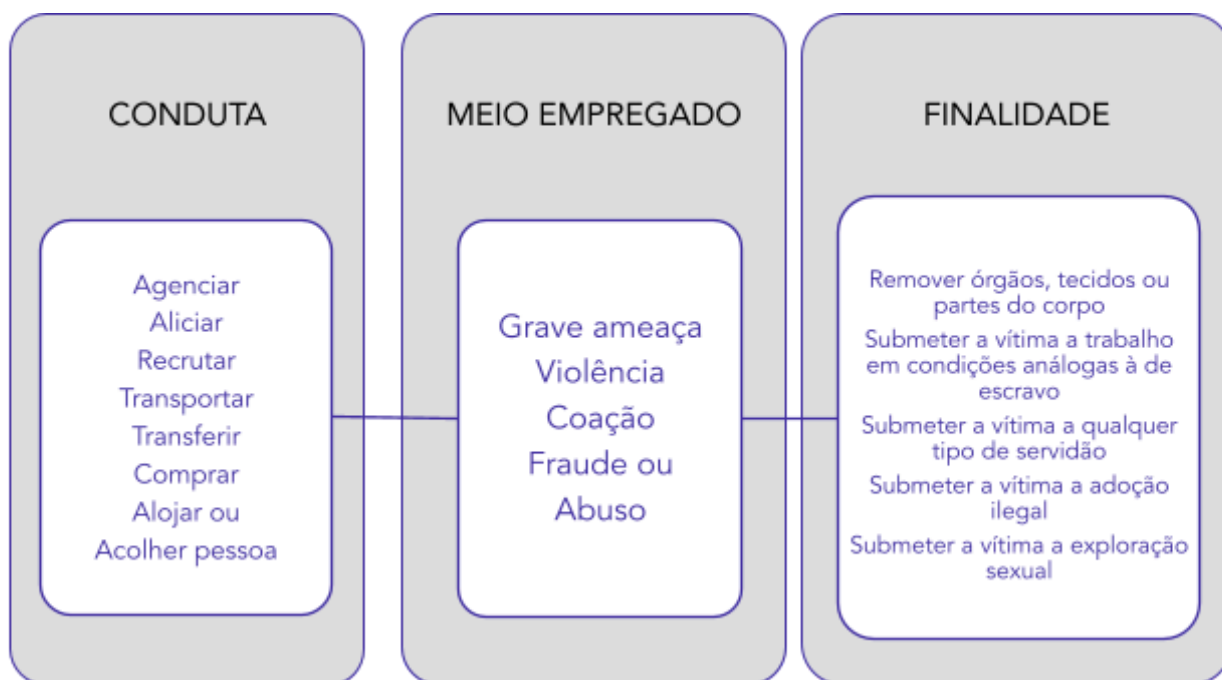 CONDUTA
Agenciar
Aliciar
Recrutar
Transportar
Transferir
Comprar
Alojar ou
Acolher pessoa
MEIO EMPREGADO
Grave ameaça
Violência
Coação
Fraude ou
Abuso
FINALIDADE
Remover órgãos, tecidos ou
partes do corpo
Submeter a vítima a trabalho
em condições análogas à de
escravo
Submeter a vítima a qualquer
tipo de servidão
Submeter a vítima a adoção
ilegal
Submeter a vítima a exploração
sexual